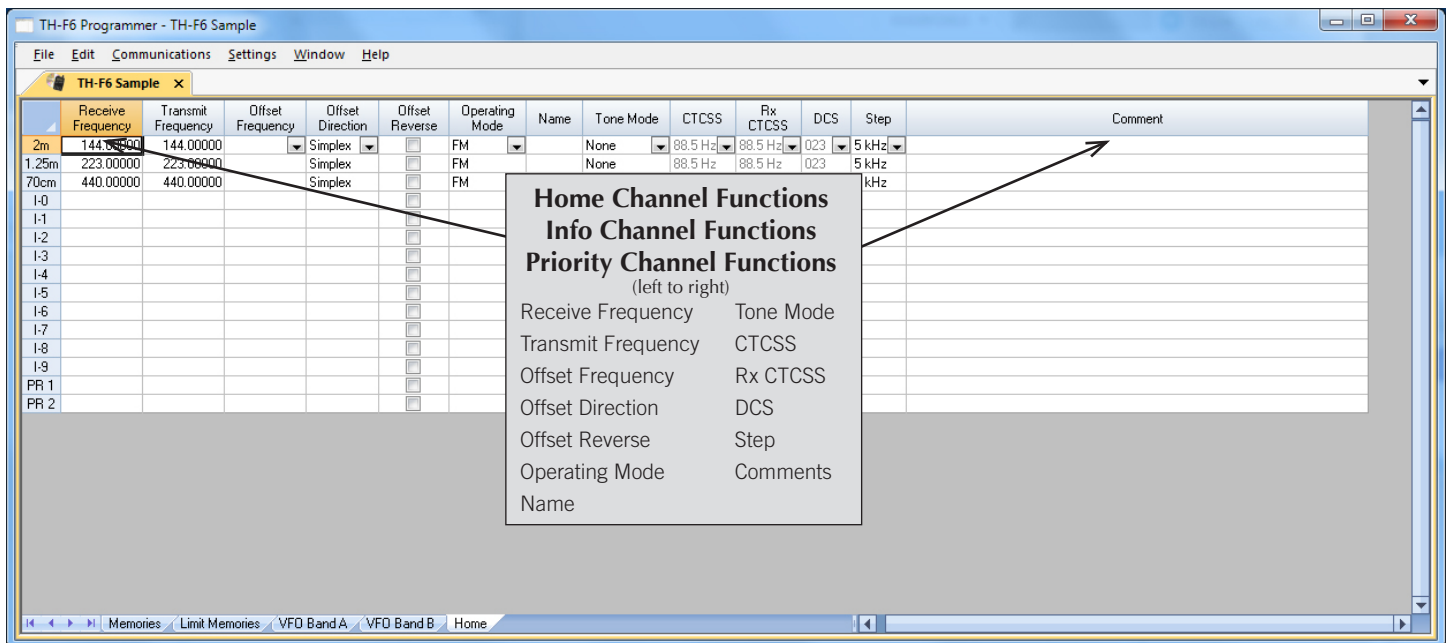 TH-F6 Programmer - TH-F6 Sample
File Edit Communications Settings Window Help
TH-F6 Sample x
Receive Frequency Transmit Frequency Offset Frequency Offset Direction Offset Reverse Operating Mode Name Tone Mode CTCSS Rx CTCSS DCS Step Comment
2m 144.00000 144.00000 Simplex FM None 88.5 Hz 88.5 Hz 023 5 kHz
1.25m 223.00000 223.00000 Simplex FM None 88.5 Hz 88.5 Hz 023 5 kHz
70cm 440.00000 440.00000 Simplex FM kHz
I-0
I-1
I-2
I-3
I-4
I-5
I-6
I-7
I-8
I-9
PR 1
PR 2
Home Channel Functions
Info Channel Functions
Priority Channel Functions
(left to right)
Receive Frequency Tone Mode
Transmit Frequency CTCSS
Offset Frequency Rx CTCSS
Offset Direction DCS
Offset Reverse Step
Operating Mode Comments
Name
Memories Limit Memories VFO Band A VFO Band B Home